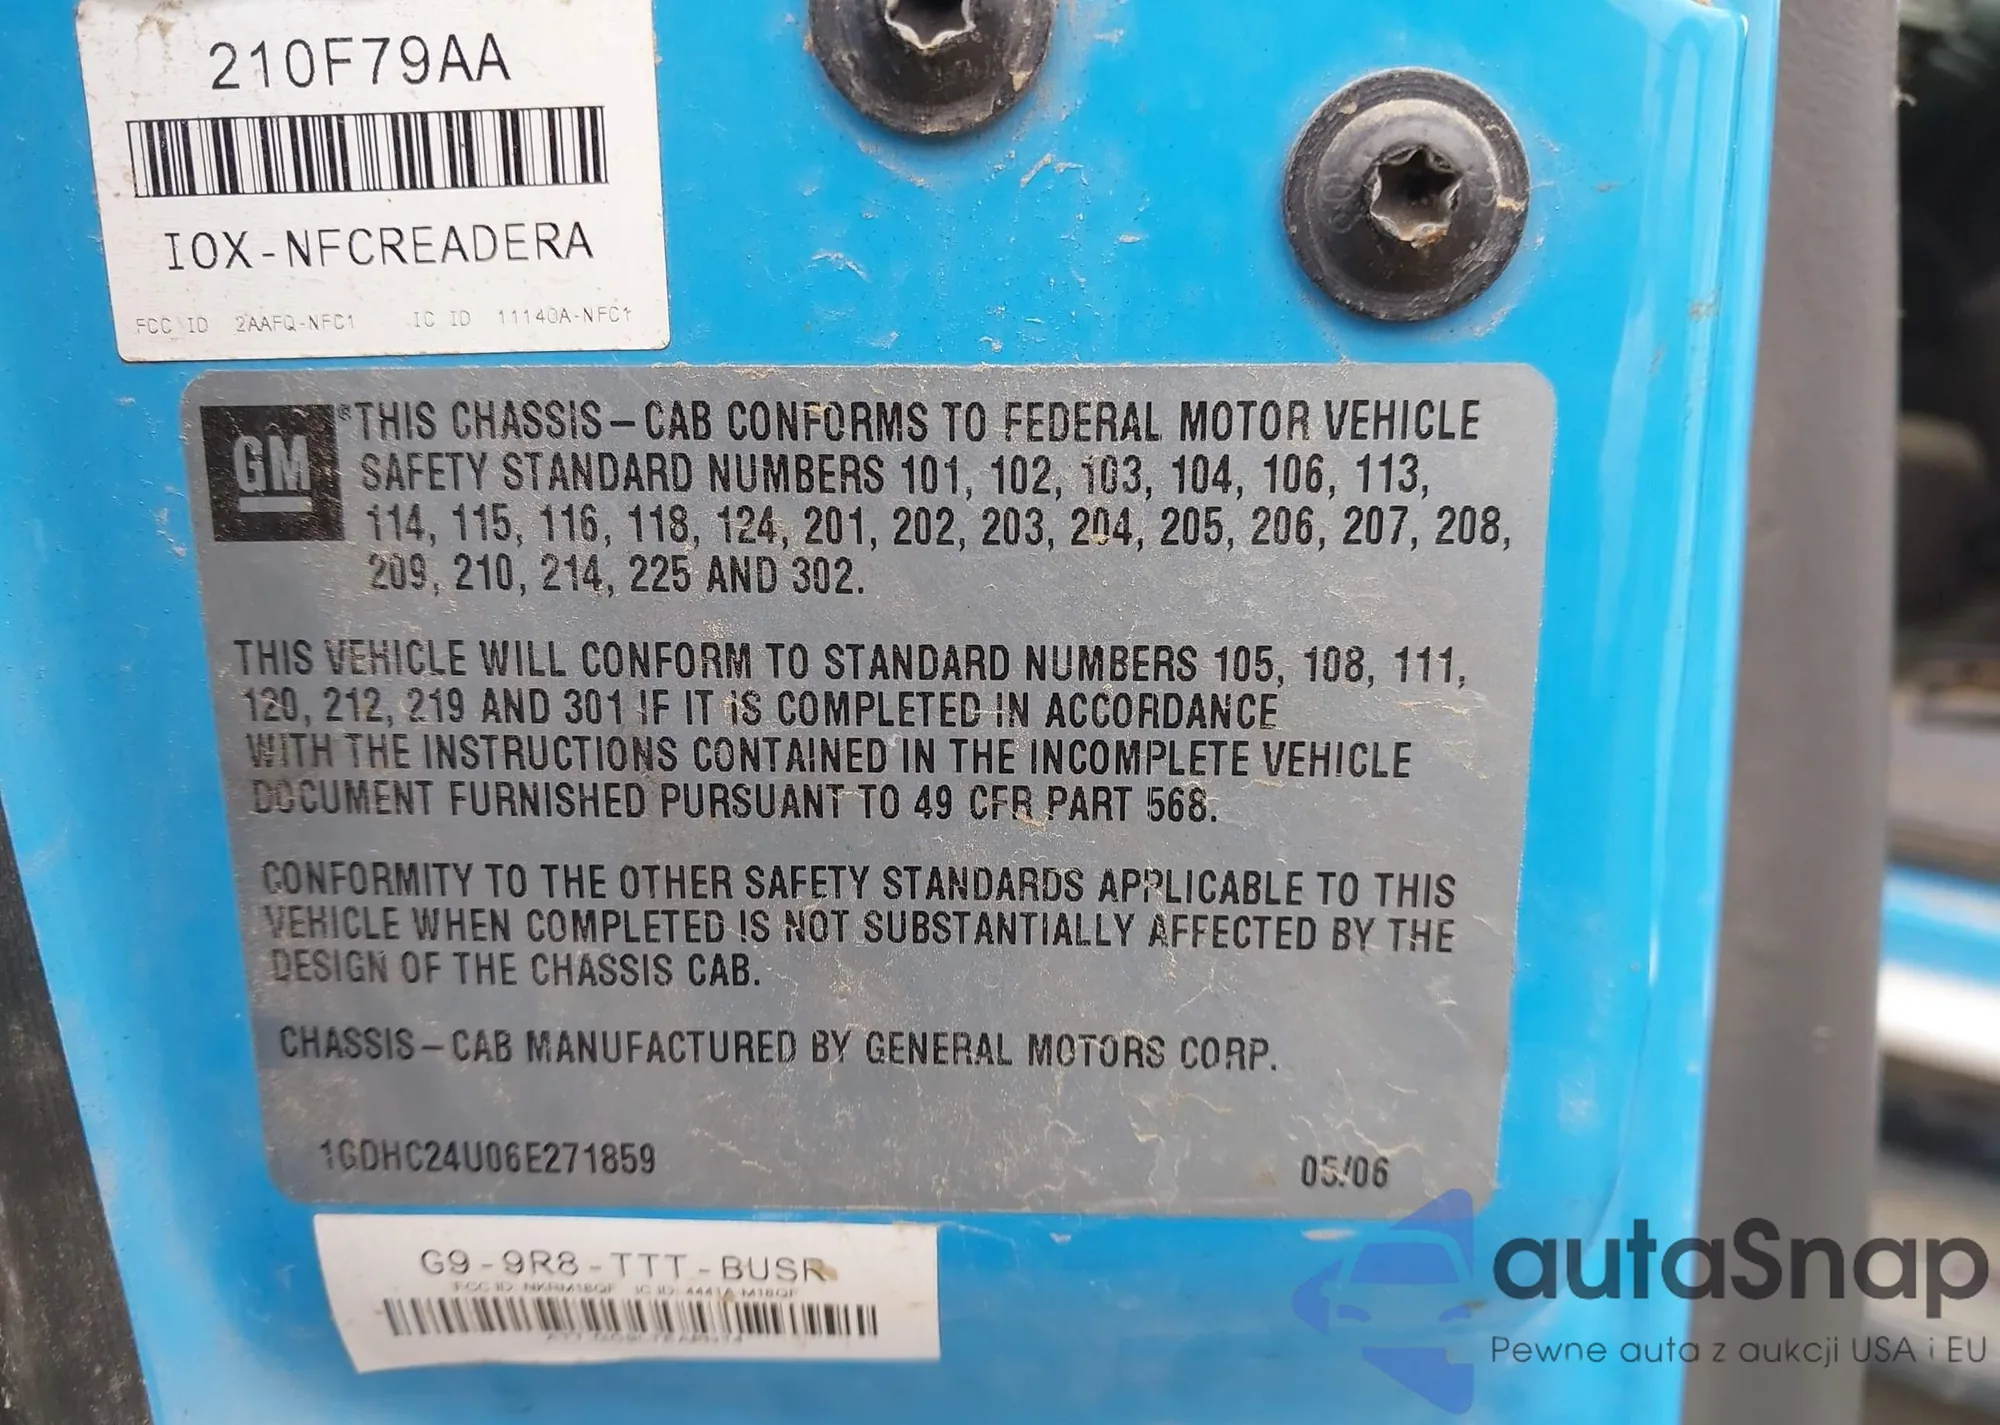 210F79AA
IOX-NFCREADERA
FCC ID 2AAFQ-NFC1 IC ID 11140A-NFC1
GM
® THIS CHASSIS-CAB CONFORMS TO FEDERAL MOTOR VEHICLE
SAFETY STANDARD NUMBERS 101, 102, 103, 104, 106, 113,
114, 115, 116, 118, 124, 201, 202, 203, 204, 205, 206, 207, 208,
209, 210, 214, 225 AND 302.
THIS VEHICLE WILL CONFORM TO STANDARD NUMBERS 105, 108, 111,
120, 212, 219 AND 301 IF IT IS COMPLETED IN ACCORDANCE
WITH THE INSTRUCTIONS CONTAINED IN THE INCOMPLETE VEHICLE
DOCUMENT FURNISHED PURSUANT TO 49 CFR PART 568.
CONFORMITY TO THE OTHER SAFETY STANDARDS APPLICABLE TO THIS
VEHICLE WHEN COMPLETED IS NOT SUBSTANTIALLY AFFECTED BY THE
DESIGN OF THE CHASSIS CAB.
CHASSIS-CAB MANUFACTURED BY GENERAL MOTORS CORP.
1GDHC24U06E271859 05/06
G9-9R8-TTT-BUSR
FCC ID: IC ID:
autaSnap
Pewne auta z aukcji USA i EU